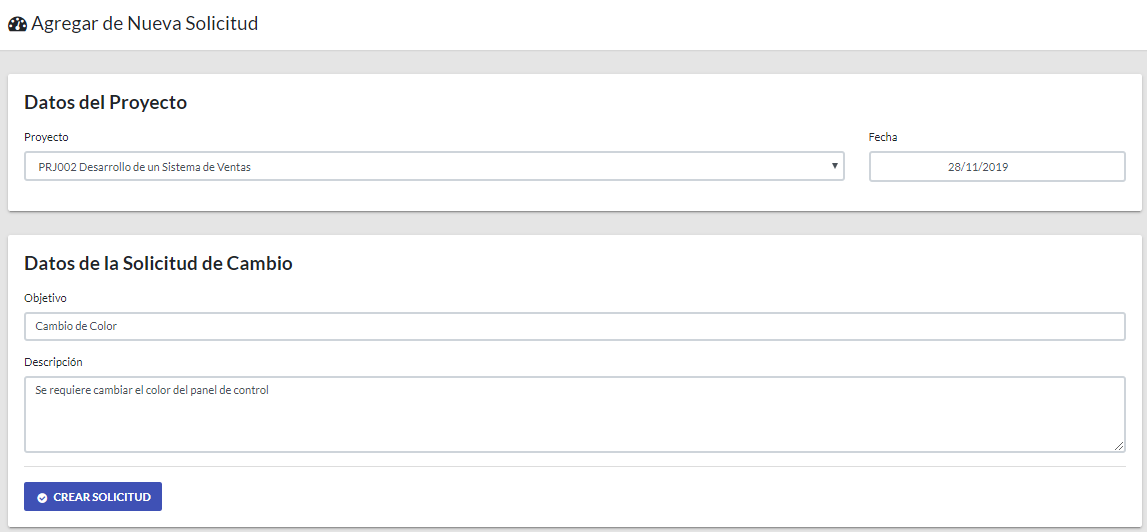 Agregar de Nueva Solicitud
Datos del Proyecto
Proyecto
Fecha
PRJ002 Desarrollo de un Sistema de Ventas
28/11/2019
Datos de la Solicitud de Cambio
Objetivo
Cambio de Color
Descripción
Se requiere cambiar el color del panel de control
CREAR SOLICITUD